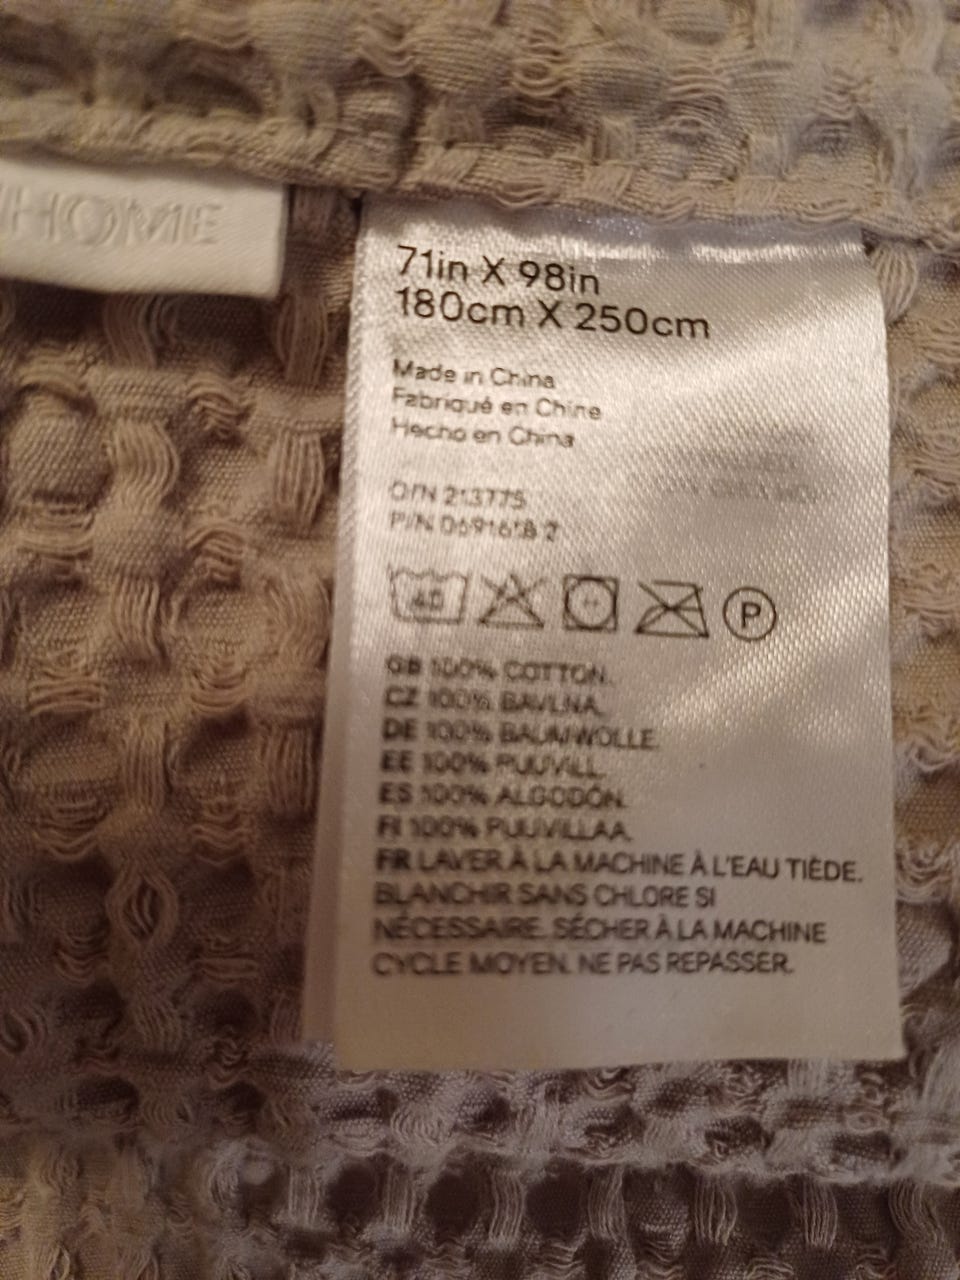 HOME
71in X 98in
180cm X 250cm
Made in China
Fabriqué en Chine
Hecho en China
O/N 213775
P/N
40
P
GB 100% COTTON.
CZ 100% BAVLNA.
DE 100% BAUMWOLLE.
EE 100% PUUVILL.
ES 100% ALGODÓN.
FI 100% PUUVILLAA.
FR LAVER À LA MACHINE À L'EAU TIÈDE.
BLANCHIR SANS CHLORE SI
NÉCESSAIRE. SÉCHER À LA MACHINE
CYCLE MOYEN. NE PAS REPASSER.